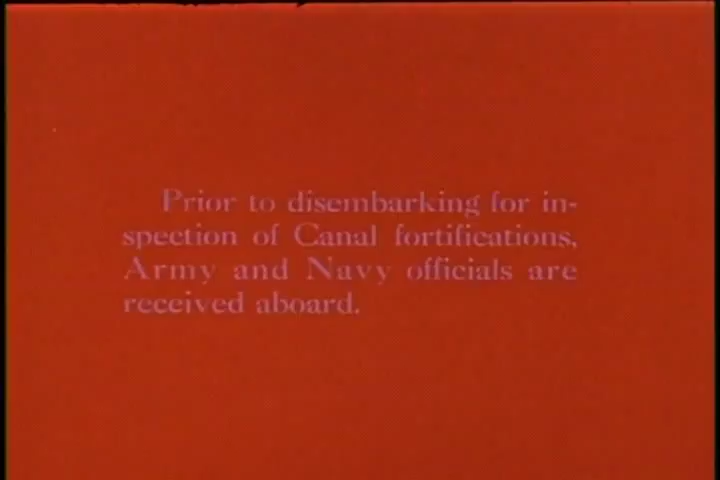 Prior to disembarking for in-
spection of Canal fortifications,
Army and Navy officials are
received aboard.